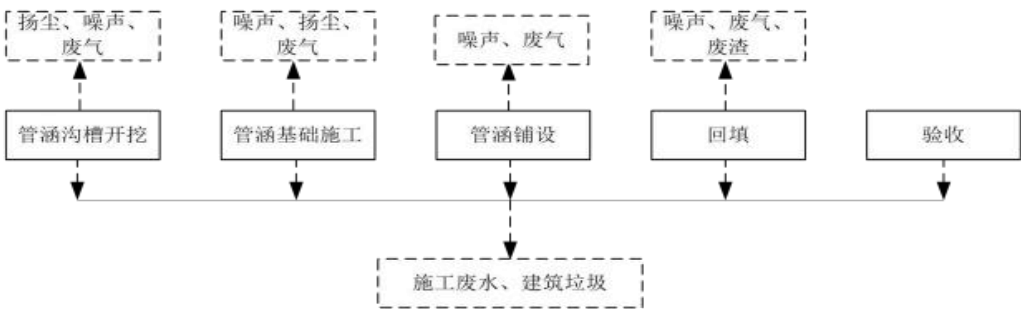 扬尘、噪声、
废气
噪声、扬尘、
废气
噪声、废气
噪声、废气、
废渣
管涵沟槽开挖
管涵基础施工
管涵铺设
回填
验收
施工废水、建筑垃圾